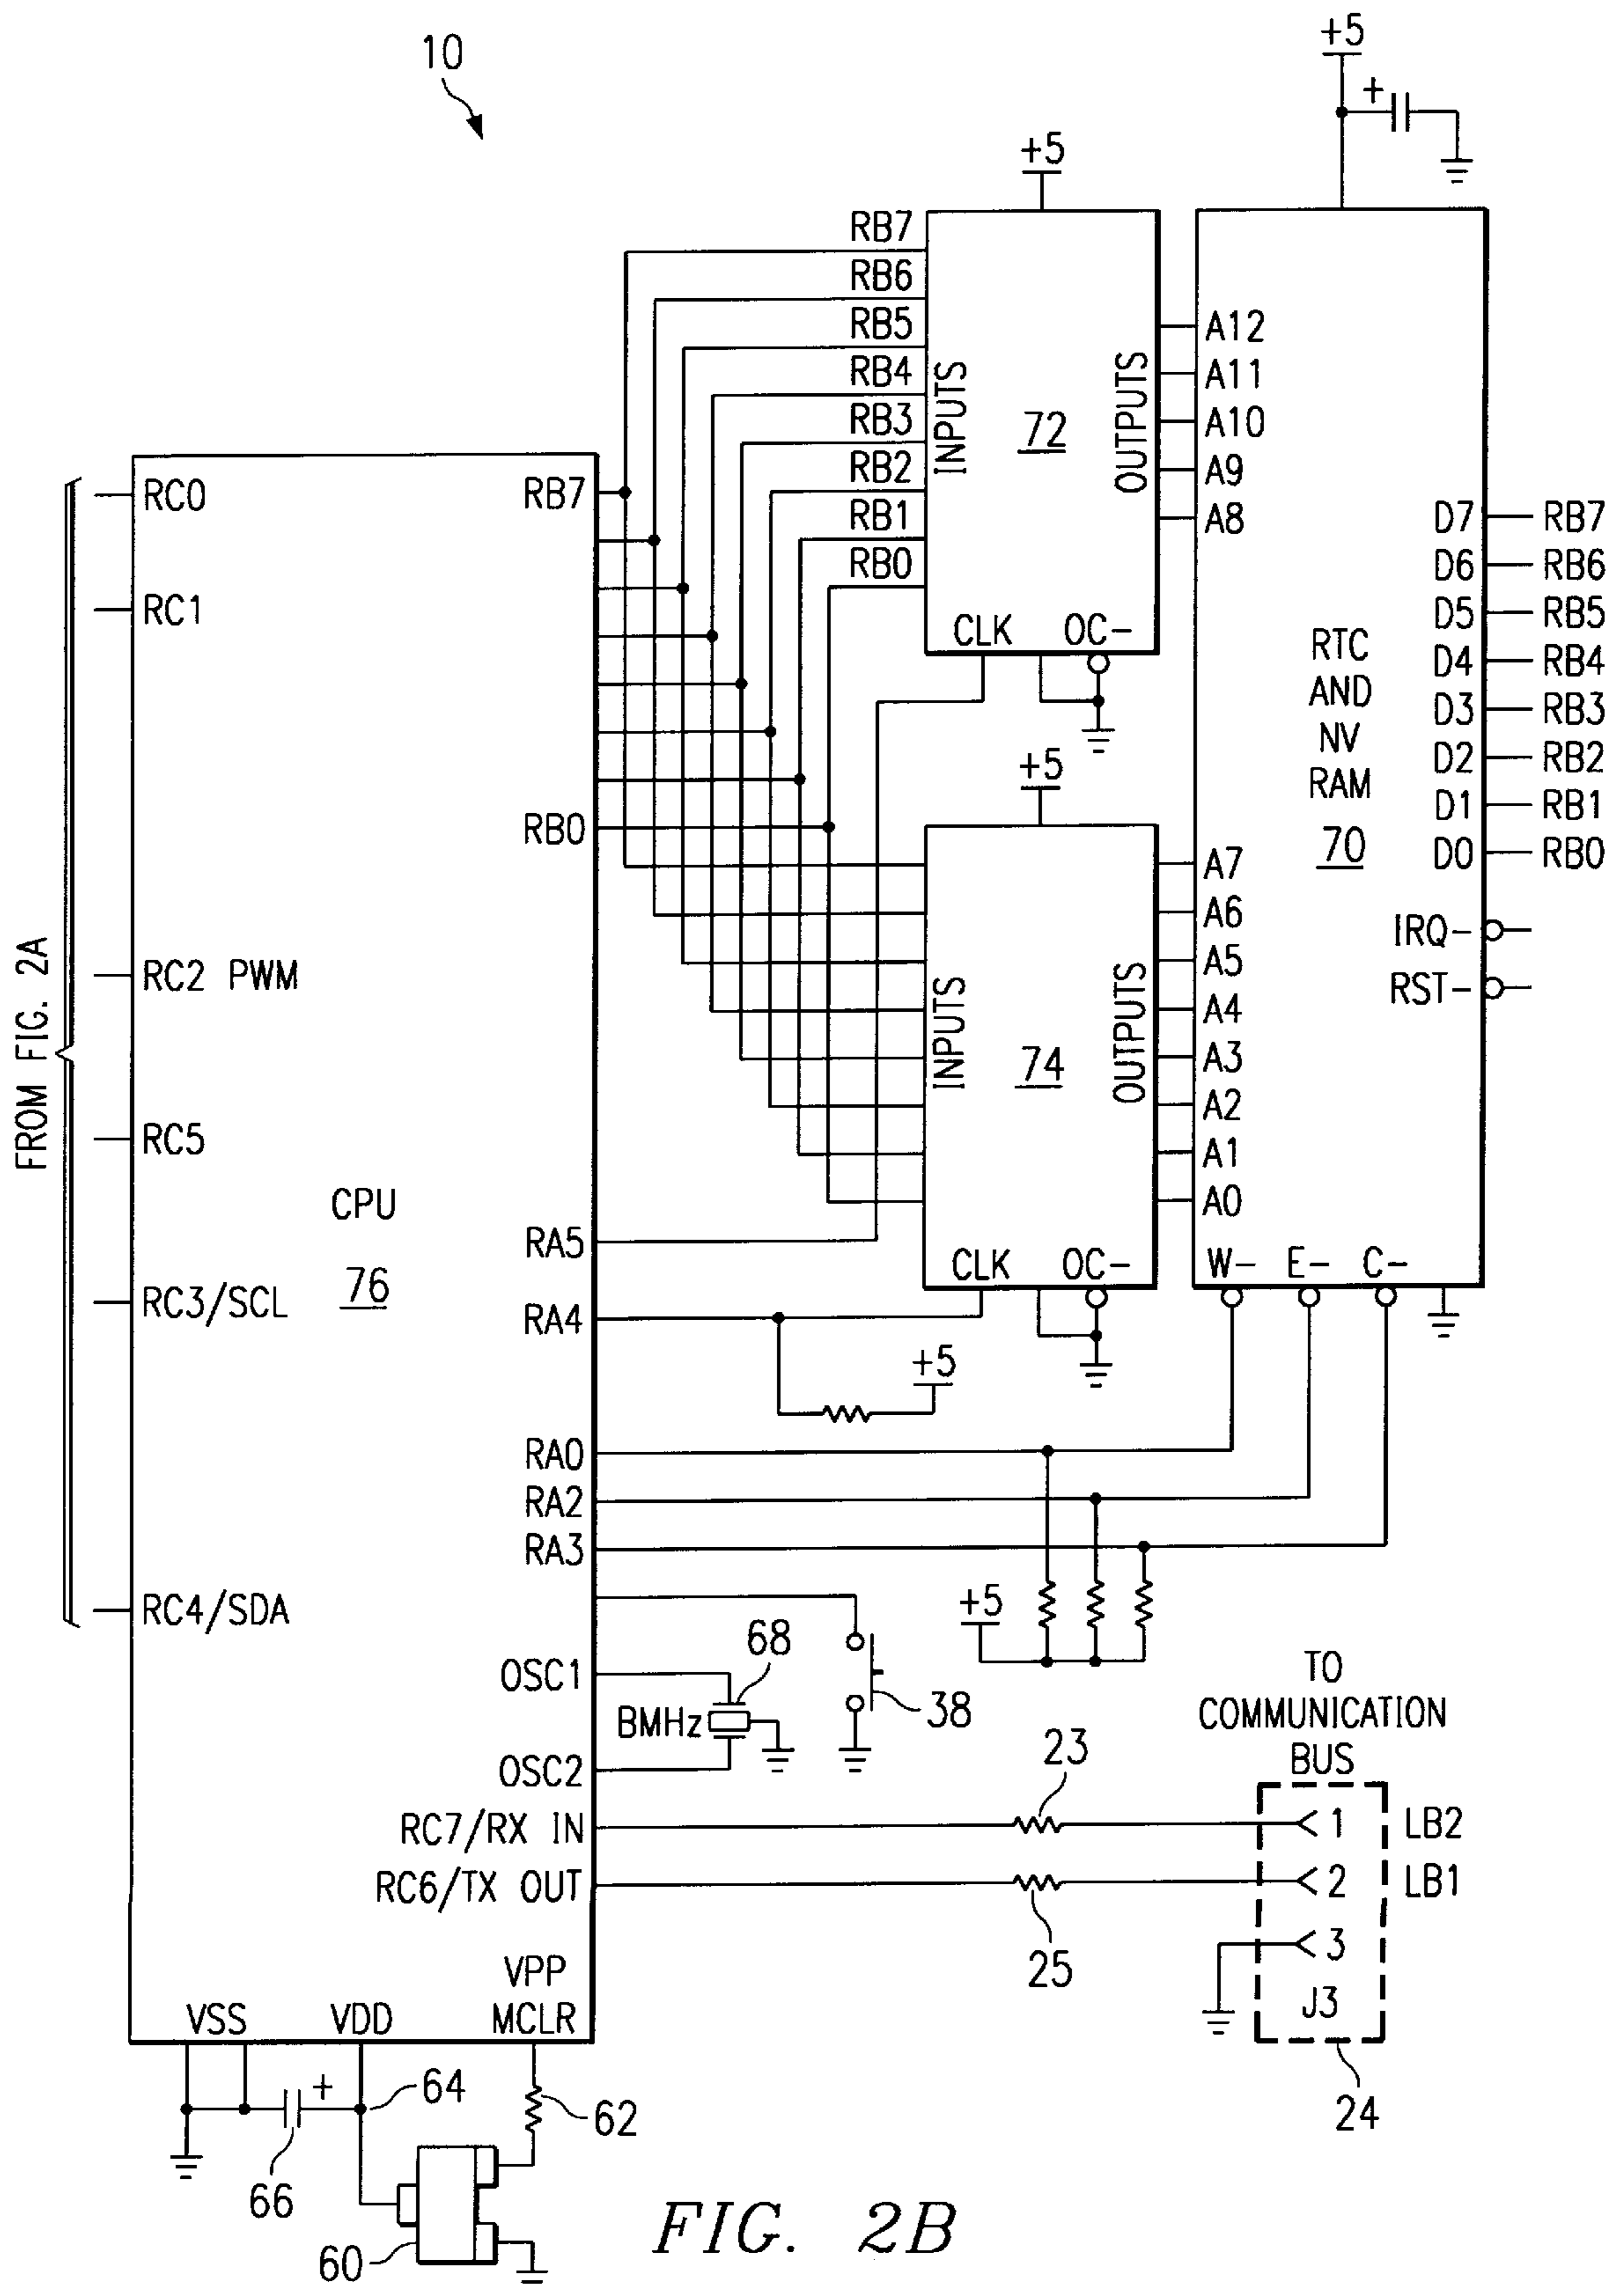 10
+5
+
+5
RB7
RB6
RB5
RB4
RB3
RB2
RB1
RB0
INPUTS
72
OUTPUTS
CLK
OC-
A12
A11
A10
A9
A8
RTC
AND
NV
RAM
70
D7
D6
D5
D4
D3
D2
D1
D0
RB7
RB6
RB5
RB4
RB3
RB2
RB1
RB0
IRQ-
RST-
+5
INPUTS
74
OUTPUTS
CLK
OC-
A7
A6
A5
A4
A3
A2
A1
A0
W-
E-
C-
FROM FIG. 2A
RC0
RC1
RC2 PWM
RC5
RC3/SCL
RC4/SDA
CPU
76
RB7
RB0
RA5
RA4
+5
RA0
RA2
RA3
+5
OSC1
68
BMHz
OSC2
38
RC7/RX IN
RC6/TX OUT
23
25
TO
COMMUNICATION
BUS
1
LB2
2
LB1
3
J3
24
VPP
MCLR
VSS
VDD
+
64
62
66
60
FIG. 2B